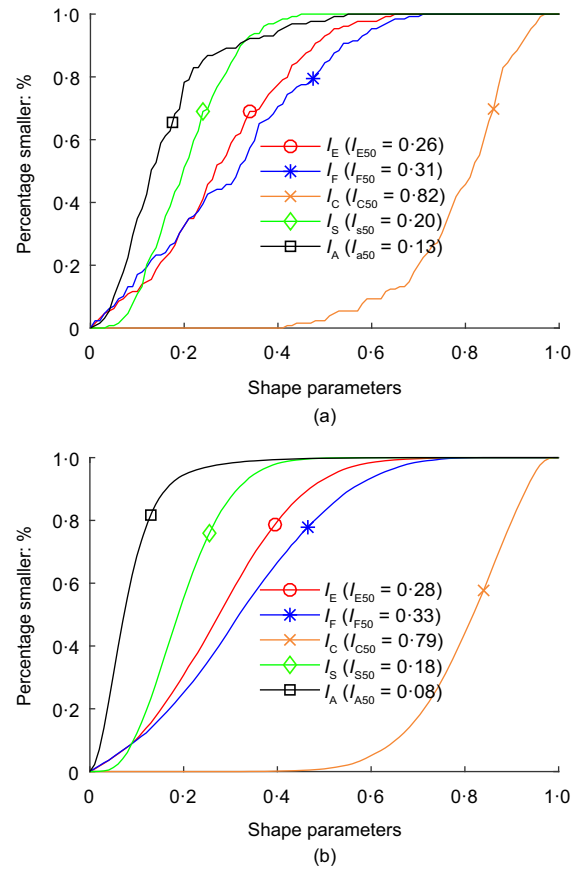 1·0
0·8
0·6
0·4
0·2
0
Percentage smaller: %
I_E (I_E50 = 0·26)
I_F (I_F50 = 0·31)
I_C (I_C50 = 0·82)
I_S (I_s50 = 0·20)
I_A (I_a50 = 0·13)
0 0·2 0·4 0·6 0·8 1·0
Shape parameters
(a)
1·0
0·8
0·6
0·4
0·2
0
Percentage smaller: %
I_E (I_E50 = 0·28)
I_F (I_F50 = 0·33)
I_C (I_C50 = 0·79)
I_S (I_S50 = 0·18)
I_A (I_A50 = 0·08)
0 0·2 0·4 0·6 0·8 1·0
Shape parameters
(b)